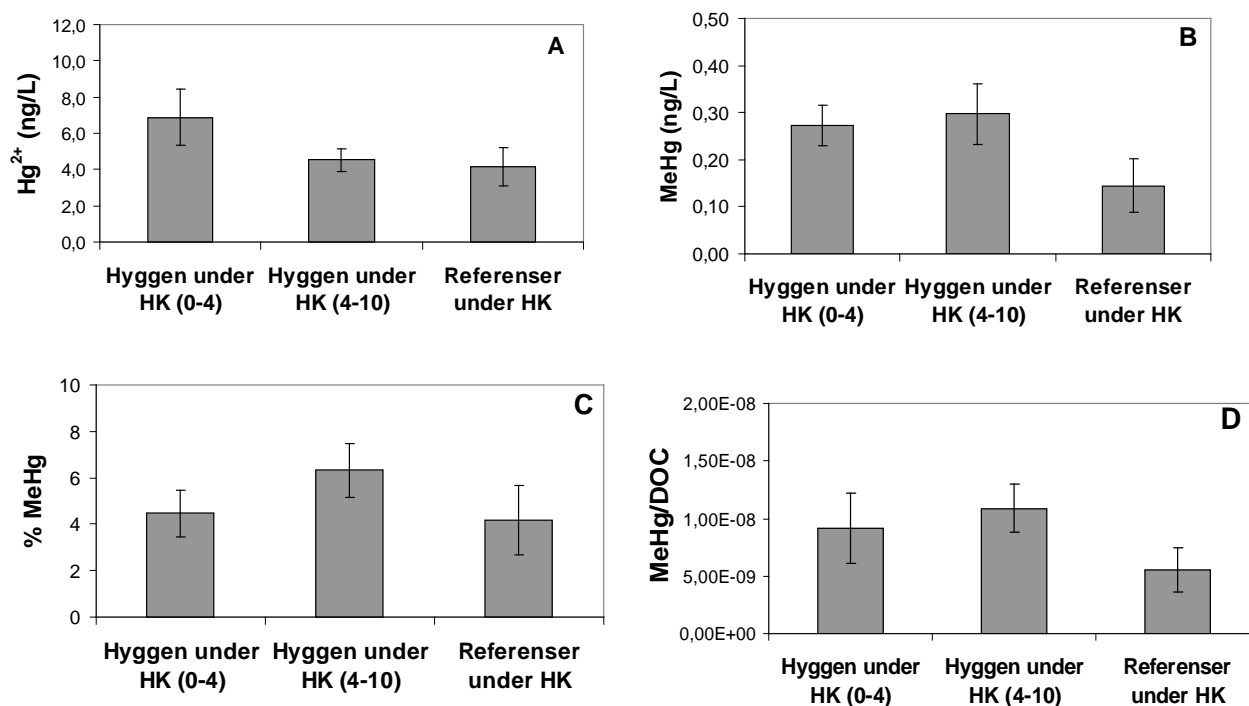 A
Hg²⁺ (ng/L)
12,0
10,0
8,0
6,0
4,0
2,0
0,0
Hyggen under
HK (0-4)
Hyggen under
HK (4-10)
Referenser
under HK
B
MeHg (ng/L)
0,50
0,40
0,30
0,20
0,10
0,00
Hyggen under
HK (0-4)
Hyggen under
HK (4-10)
Referenser
under HK
C
% MeHg
10
8
6
4
2
0
Hyggen under
HK (0-4)
Hyggen under
HK (4-10)
Referenser
under HK
D
MeHg/DOC
2,00E-08
1,50E-08
1,00E-08
5,00E-09
0,00E+00
Hyggen under
HK (0-4)
Hyggen under
HK (4-10)
Referenser
under HK